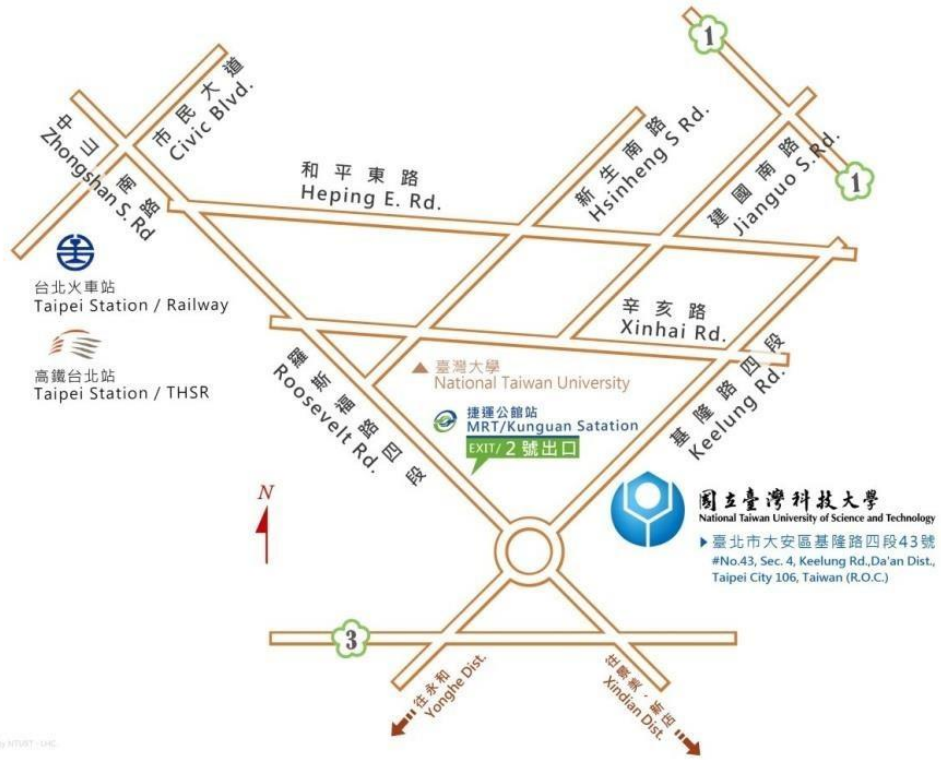 1
1
市民大道
Civic Blvd.
中山南路
Zhongshan S. Rd
和平東路
Heping E. Rd.
新生南路
Hsinheng S Rd.
建國南路
Jianguo S.Rd.
台北火車站
Taipei Station / Railway
高鐵台北站
Taipei Station / THSR
辛亥路
Xinhai Rd.
羅斯福路四段
Roosevelt Rd.
臺灣大學
National Taiwan University
捷運公館站
MRT/Kunguan Satation
EXIT/ 2 號出口
基隆路四段
Keelung Rd.
N
國立臺灣科技大學
National Taiwan University of Science and Technology
臺北市大安區基隆路四段43號
#No.43, Sec. 4, Keelung Rd.,Da'an Dist.,
Taipei City 106, Taiwan (R.O.C.)
3
往永和
Yonghe Dist.
往景美．新店
Xindian Dist.